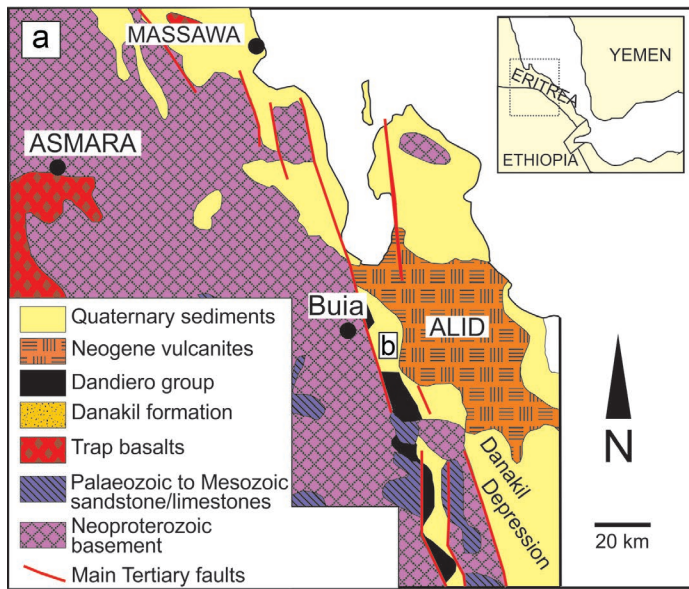 a
MASSAWA
ASMARA
YEMEN
ERITREA
ETHIOPIA
Buia
ALID
b
Quaternary sediments
Neogene vulcanites
Dandiero group
Danakil formation
Trap basalts
Palaeozoic to Mesozoic
sandstone/limestones
Neoproterozoic
basement
Main Tertiary faults
Danakil
Depression
N
20 km